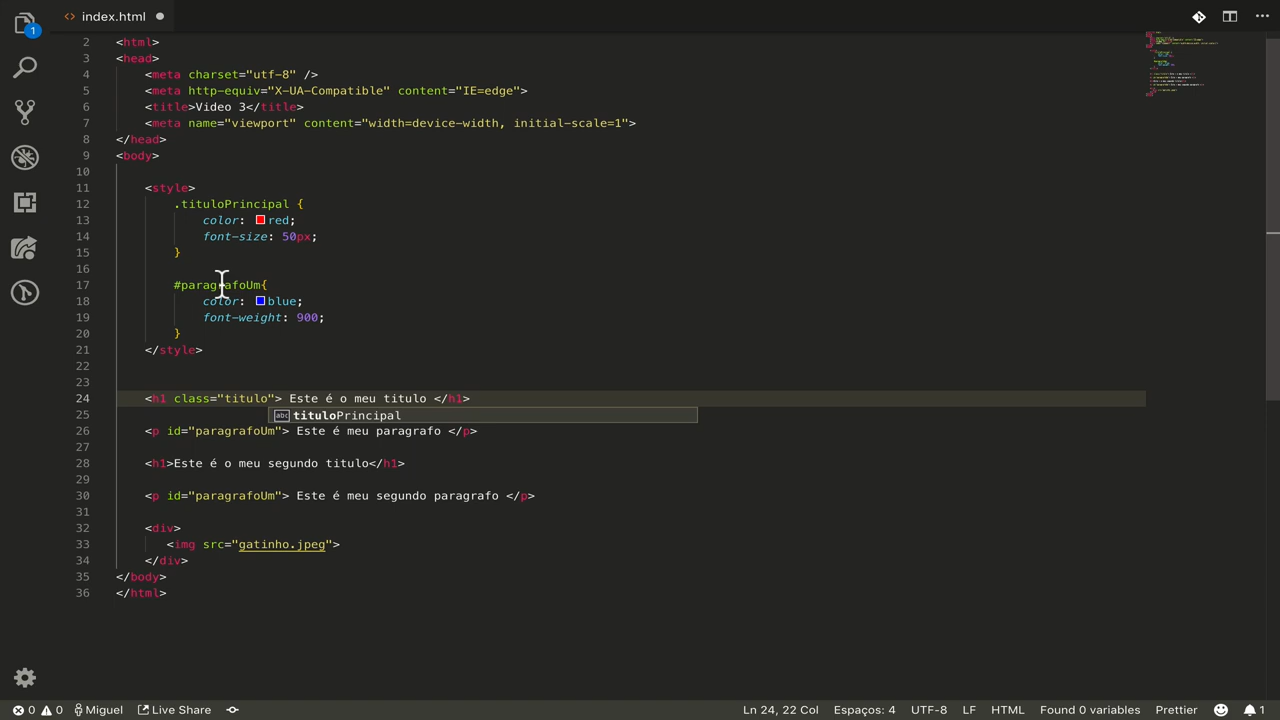 1
index.html
2 <html>
3 <head>
4 <meta charset="utf-8" />
5 <meta http-equiv="X-UA-Compatible" content="IE=edge">
6 <title>Video 3</title>
7 <meta name="viewport" content="width=device-width, initial-scale=1">
8 </head>
9 <body>
10
11 <style>
12 .tituloPrincipal {
13 color: red;
14 font-size: 50px;
15 }
16
17 #paragrafoUm{
18 color: blue;
19 font-weight: 900;
20 }
21 </style>
22
23
24 <h1 class="titulo"> Este é o meu titulo </h1>
25 abc tituloPrincipal
26 <p id="paragrafoUm"> Este é meu paragrafo </p>
27
28 <h1>Este é o meu segundo titulo</h1>
29
30 <p id="paragrafoUm"> Este é meu segundo paragrafo </p>
31
32 <div>
33 <img src="gatinho.jpeg">
34 </div>
35 </body>
36 </html>
0 0 Miguel Live Share Ln 24, 22 Col Espaços: 4 UTF-8 LF HTML Found 0 variables Prettier 1